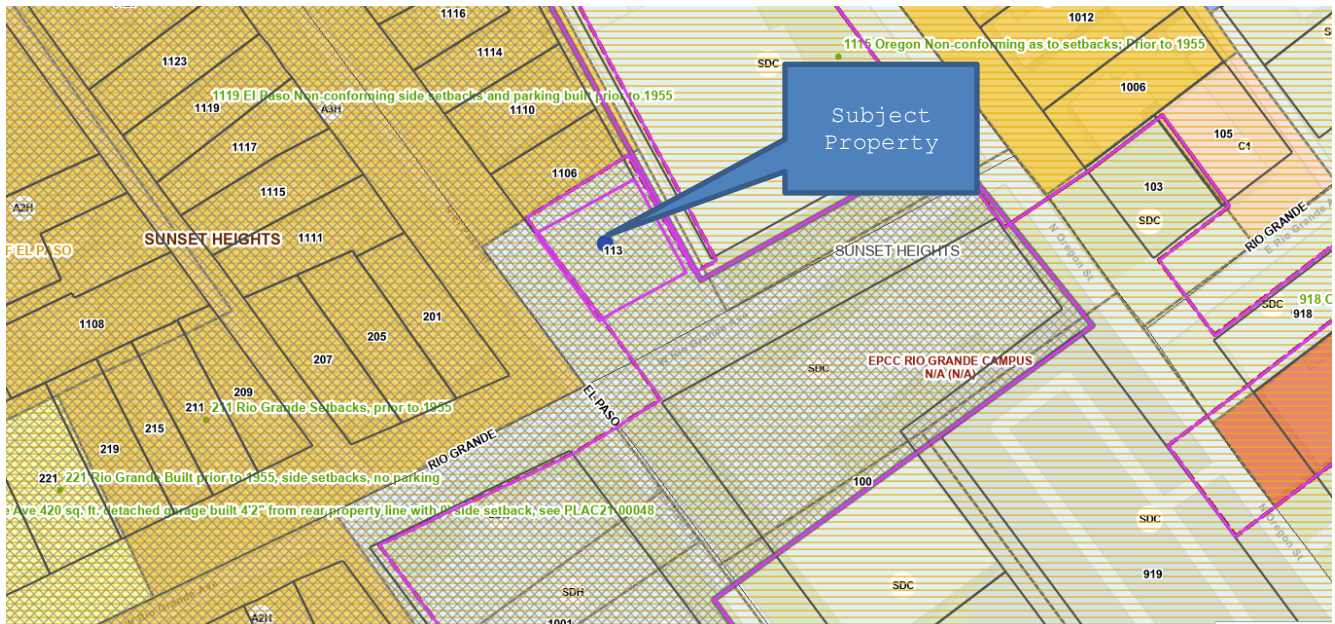 1116
1012
1123
1114
SDC
1115 Oregon Non-conforming as to setbacks; Prior to 1955
1006
1119 El Paso Non-conforming side setbacks and parking built prior to 1955
1119
A3H
1110
Subject
Property
105
C1
1117
1106
103
1115
A2H
SDC
SUNSET HEIGHTS
1111
F EL PASO
113
SUNSET HEIGHTS
RIO GRANDE
N Oregon St
SDC
918
1108
201
205
207
SDC
EPCC RIO GRANDE CAMPUS
N/A (N/A)
EL PASO
209
211
211 Rio Grande Setbacks, prior to 1955
215
219
RIO GRANDE
221
221 Rio Grande Built prior to 1955, side setbacks, no parking
100
e Ave 420 sq. ft. detached garage built 4'2" from rear property line with 0' side setback, see PLAC21-00048
SDC
N Oregon St
919
SDC
SDH
A2H
1001